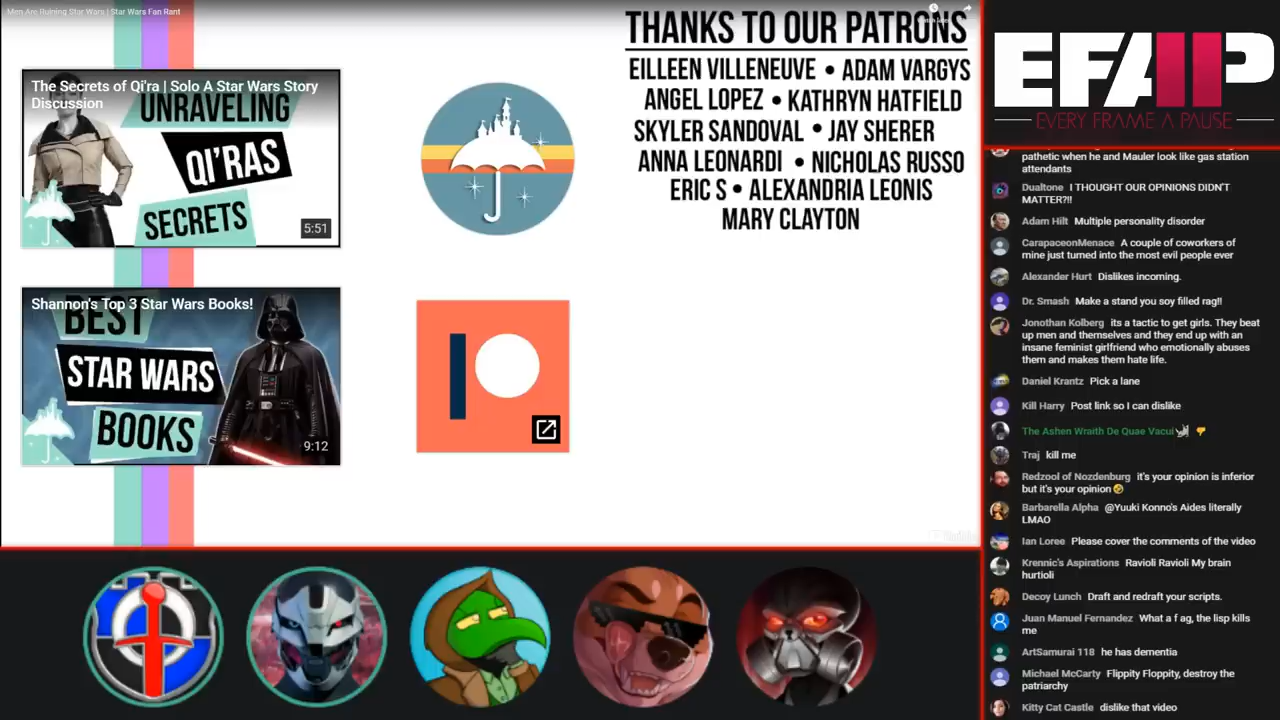 Men Are Ruining Star Wars | Star Wars Fan Rant
The Secrets of Qi'ra | Solo A Star Wars Story
Discussion
UNRAVELING
QI'RAS
SECRETS
5:51
Shannon's Top 3 Star Wars Books!
BEST
STAR WARS
BOOKS
9:12
THANKS TO OUR PATRONS
EILLEEN VILLENEUVE • ADAM VARGYS
ANGEL LOPEZ • KATHRYN HATFIELD
SKYLER SANDOVAL • JAY SHERER
ANNA LEONARDI • NICHOLAS RUSSO
ERIC S • ALEXANDRIA LEONIS
MARY CLAYTON
EFAP
EVERY FRAME A PAUSE
pathetic when he and Mauler look like gas station
attendants
Dualtone I THOUGHT OUR OPINIONS DIDN'T
MATTER?!!
Adam Hilt Multiple personality disorder
CarapaceonMenace A couple of coworkers of
mine just turned into the most evil people ever
Alexander Hurt Dislikes incoming.
Dr. Smash Make a stand you soy filled rag!!
Jonothan Kolberg its a tactic to get girls. They beat
up men and themselves and they end up with an
insane feminist girlfriend who emotionally abuses
them and makes them hate life.
Daniel Krantz Pick a lane
Kill Harry Post link so I can dislike
The Ashen Wraith De Quae Vacui
Traj kill me
Redzool of Nozdenburg it's your opinion is inferior
but it's your opinion🤣
Barbarella Alpha @Yuuki Konno's Aides literally
LMAO
Ian Loree Please cover the comments of the video
Krennic's Aspirations Ravioli Ravioli My brain
hurtioli
Decoy Lunch Draft and redraft your scripts.
Juan Manuel Fernandez What a f ag, the lisp kills
me
ArtSamurai 118 he has dementia
Michael McCarty Flippity Floppity, destroy the
patriarchy
Kitty Cat Castle dislike that video